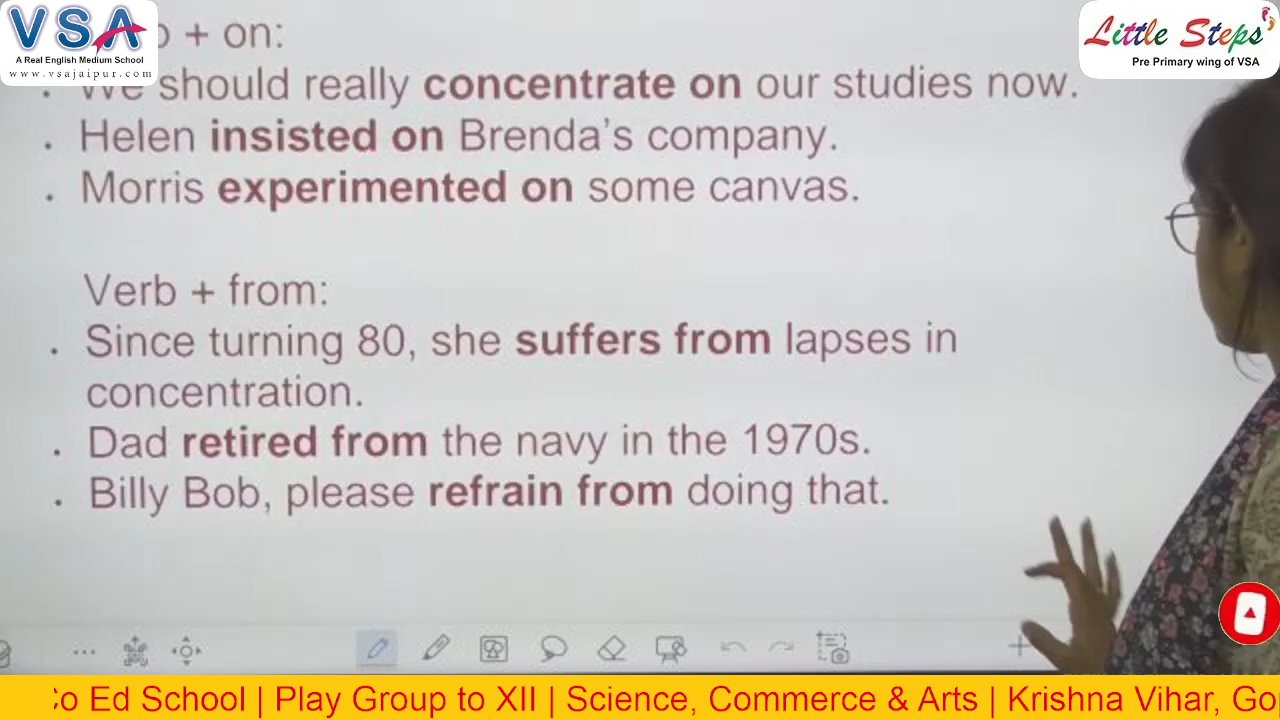 VSA
A Real English Medium School
www.vsajaipur.com
Little Steps
Pre Primary wing of VSA
+ on:
We should really concentrate on our studies now.
Helen insisted on Brenda's company.
Morris experimented on some canvas.
Verb + from:
Since turning 80, she suffers from lapses in
concentration.
Dad retired from the navy in the 1970s.
Billy Bob, please refrain from doing that.
Co Ed School | Play Group to XII | Science, Commerce & Arts | Krishna Vihar, Go